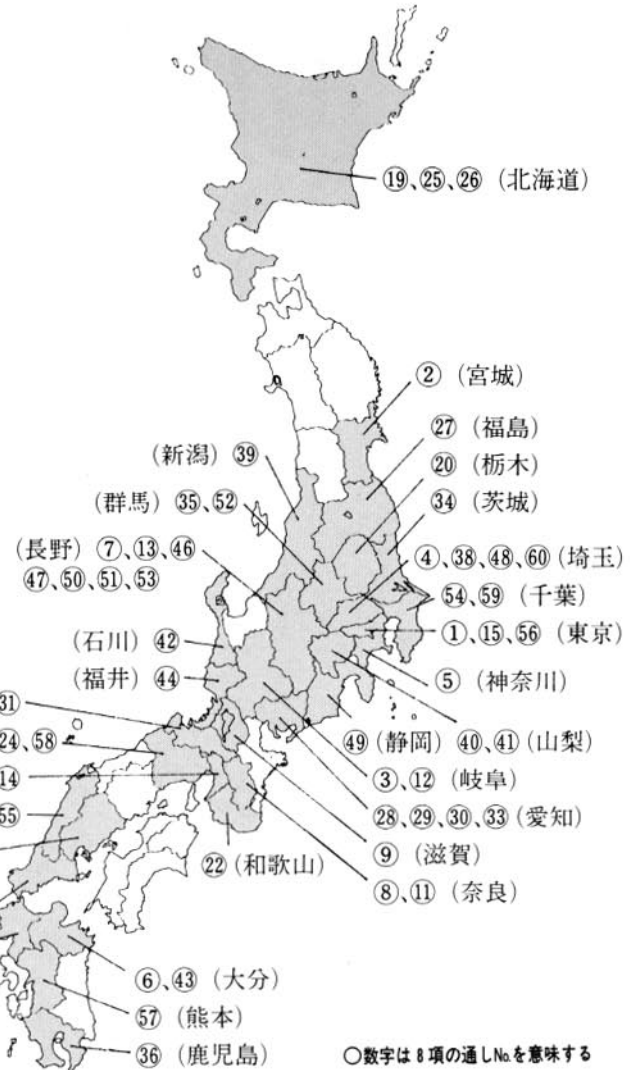 ⑲、㉕、㉖ (北海道)
② (宮城)
㉗ (福島)
(新潟) ㊴
⑳ (栃木)
(群馬) ㉟、52
㉞ (茨城)
(長野) ⑦、⑬、㊻
㊼、㊿、51、53
④、㊳、㊽、60 (埼玉)
54、59 (千葉)
(石川) ㊷
①、⑮、56 (東京)
(福井) ㊹
⑤ (神奈川)
㉛
㊾ (静岡)
㊵、㊶ (山梨)
24、58
③、⑫ (岐阜)
⑭
㉘、㉙、㉚、㉝ (愛知)
55
㉒ (和歌山)
⑨ (滋賀)
⑧、⑪ (奈良)
⑥、㊸ (大分)
57 (熊本)
㊱ (鹿児島)
○数字は8項の通し№を意味する